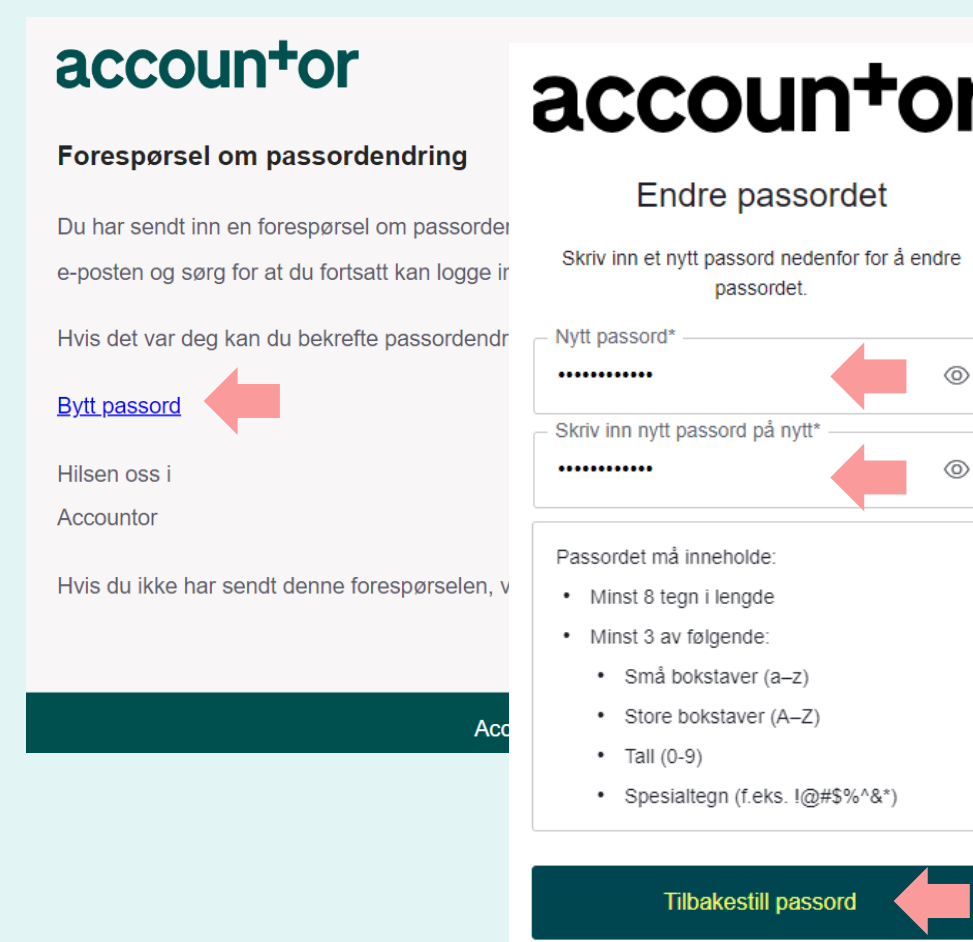 accountor
Forespørsel om passordendring
Du har sendt inn en forespørsel om
e-posten og sørg for at du fortsatt kan logge
Hvis det var deg kan du bekrefte
Bytt passord
Hilsen oss i
Accountor
Hvis du ikke har sendt denne forespørselen,
accountor
Endre passordet
Skriv inn et nytt passord nedenfor for å endre
passordet.
Nytt passord*
••••••••••••
Skriv inn nytt passord på nytt*
••••••••••••
Passordet må inneholde:
• Minst 8 tegn i lengde
• Minst 3 av følgende:
• Små bokstaver (a–z)
• Store bokstaver (A–Z)
• Tall (0-9)
• Spesialtegn (f.eks. !@#$%^&*)
Tilbakestill passord